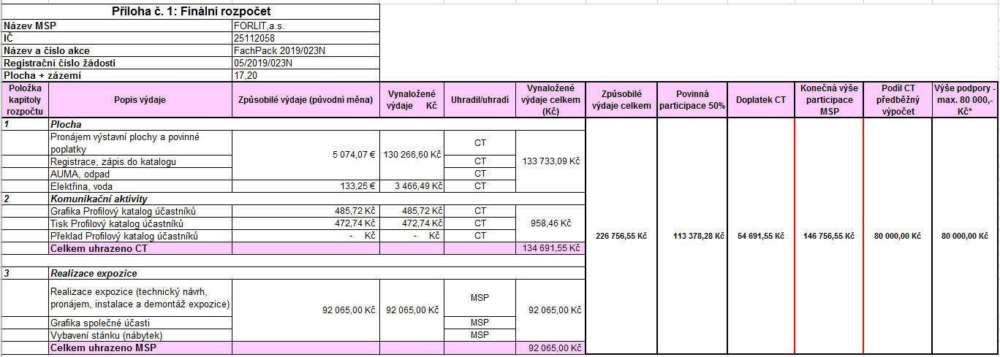 Příloha č. 1: Finální rozpočet
Název MSP FORLIT,a.s.
IČ 25112058
Název a číslo akce FachPack 2019/023N
Registrační číslo žádosti 05/2019/023N
Plocha + zázemí 17,20
Položka kapitoly rozpočtu Popis výdaje Způsobilé výdaje (původní měna) Vynaložené výdaje Kč Uhradil/uhradí Vynaložené výdaje celkem (Kč) Způsobilé výdaje celkem Povinná participace 50% Doplatek CT Konečná výše participace MSP Podíl CT předběžný výpočet Výše podpory - max. 80 000,- Kč*
1 Plocha
Pronájem výstavní plochy a povinné
poplatky CT
5 074,07 € 130 266,60 Kč
Registrace, zápis do katalogu CT 133 733,09 Kč
AUMA, odpad CT
Elektřina, voda 133,25 € 3 466,49 Kč CT
2 Komunikační aktivity
Grafika Profilový katalog účastníků 485,72 Kč 485,72 Kč CT
Tisk Profilový katalog účastníků 472,74 Kč 472,74 Kč CT 958,46 Kč
Překlad Profilový katalog účastníků - Kč - Kč CT
226 756,55 Kč 113 378,28 Kč 54 691,55 Kč 146 756,55 Kč 80 000,00 Kč 80 000,00 Kč
Celkem uhrazeno CT 134 691,55 Kč
3 Realizace expozice
Realizace expozice (technický návrh,
pronájem, instalace a demontáž expozice) MSP
92 065,00 Kč 92 065,00 Kč 92 065,00 Kč
Grafika společné účasti MSP
Vybavení stánku (nábytek) MSP
Celkem uhrazeno MSP 92 065,00 Kč